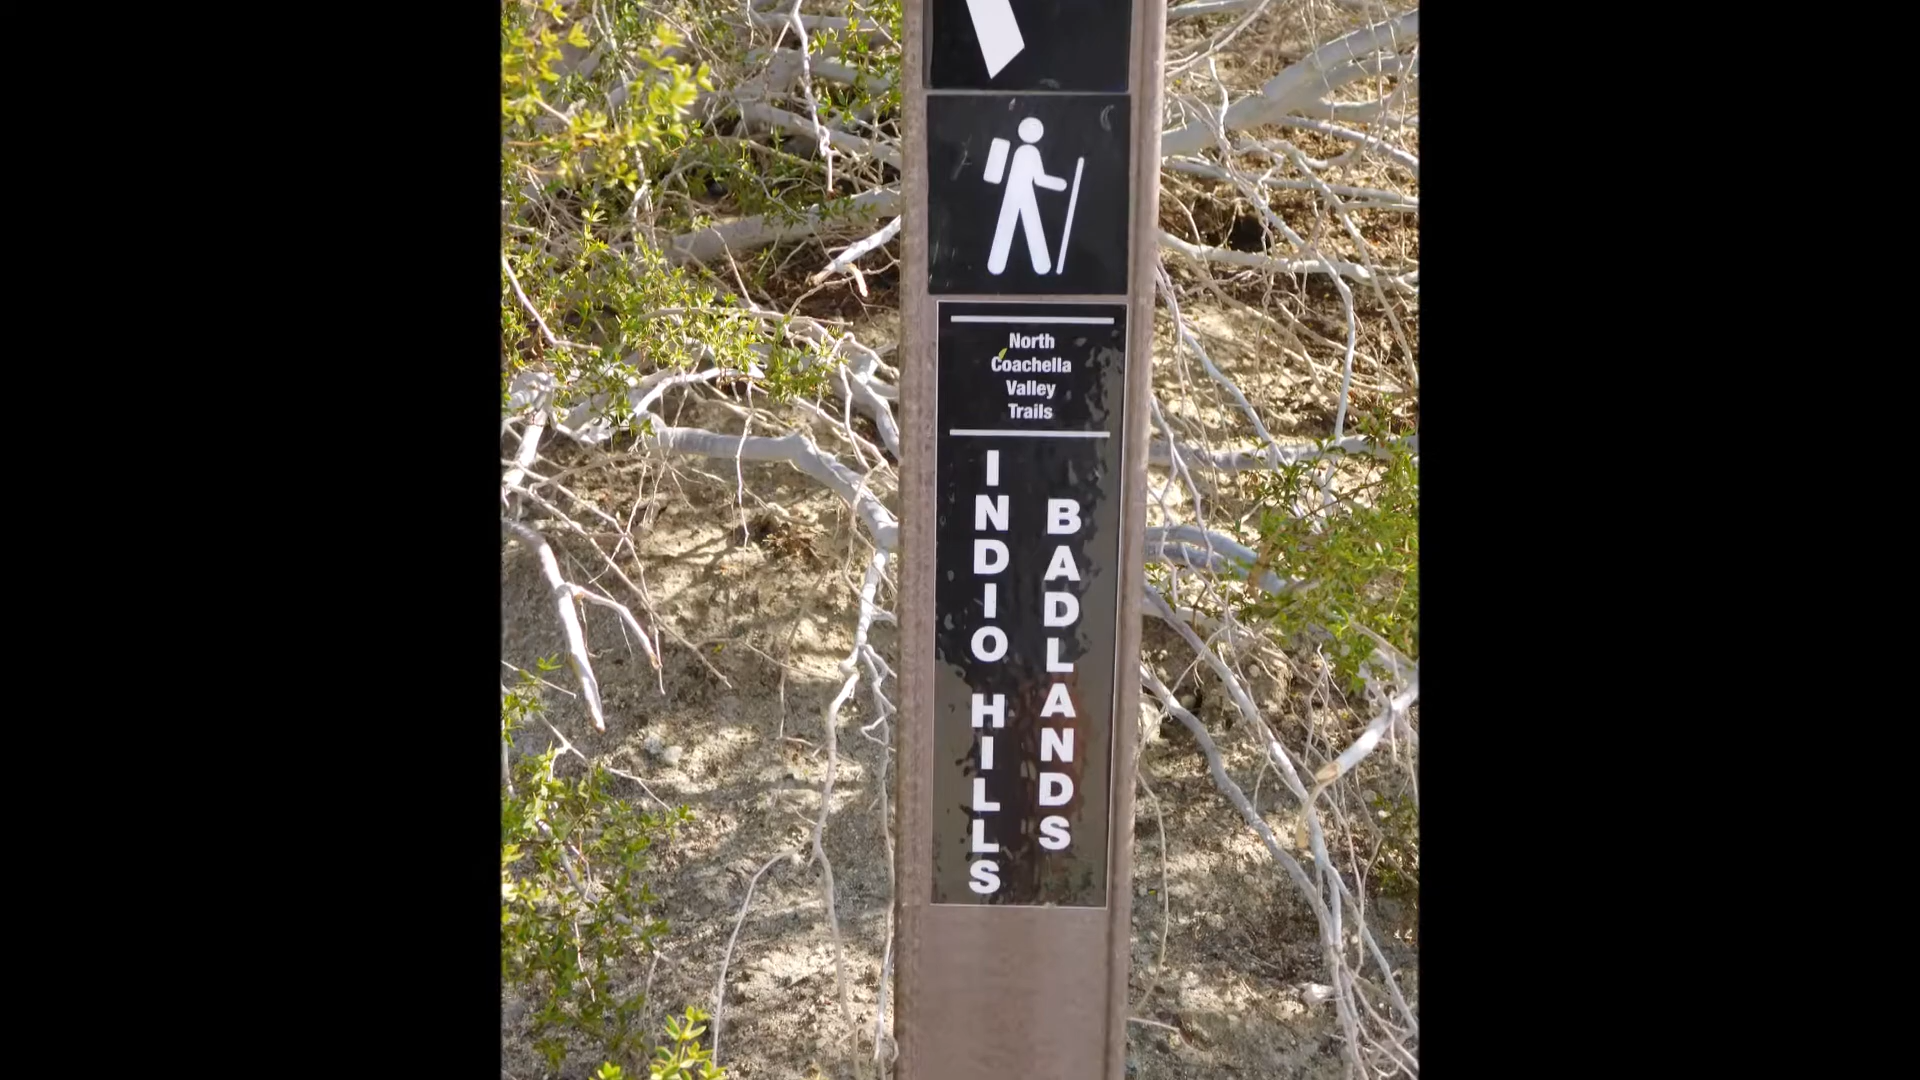 North
Coachella
Valley
Trails
INDIO HILLS
BADLANDS